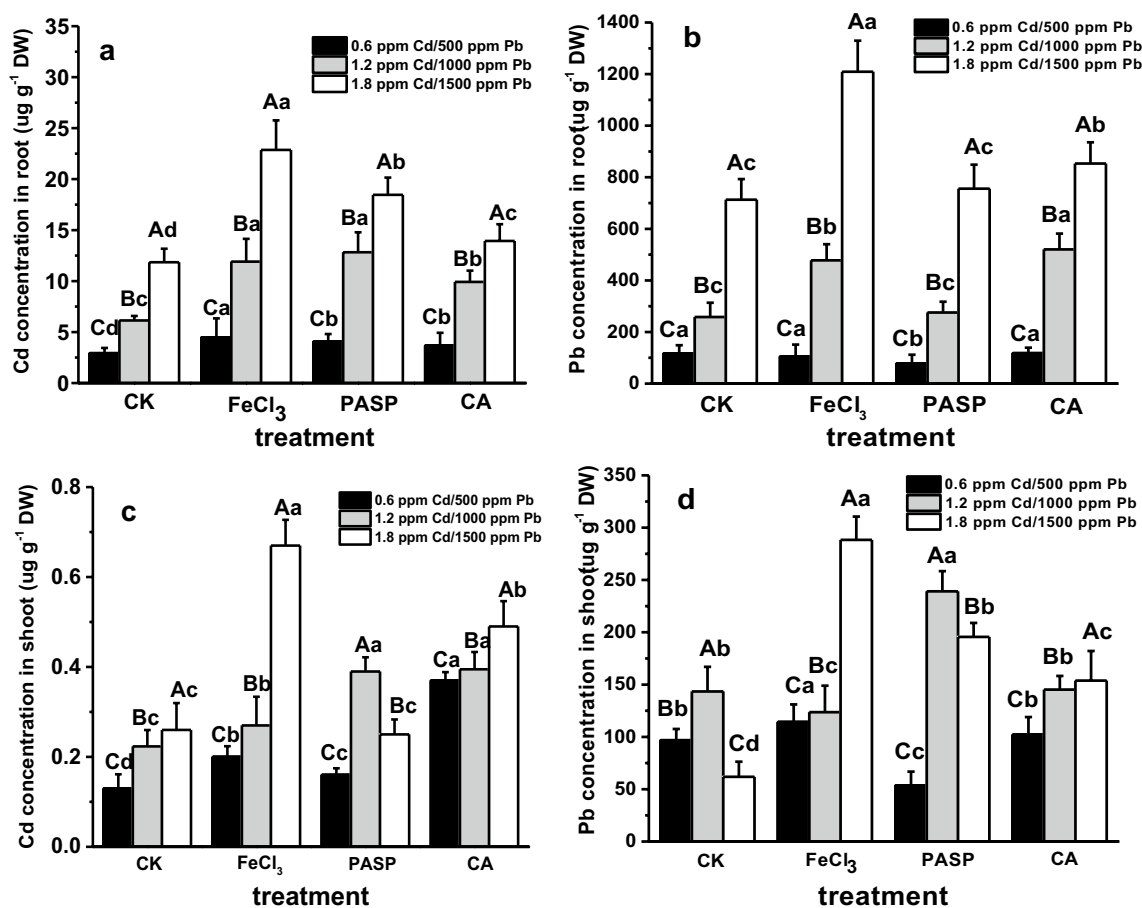 a
0.6 ppm Cd/500 ppm Pb
1.2 ppm Cd/1000 ppm Pb
1.8 ppm Cd/1500 ppm Pb
Cd concentration in root (ug g-1 DW)
35
30
25
20
15
10
5
0
Cd Bc Ad
Ca Ba Aa
Cb Ba Ab
Cb Bb Ac
CK FeCl3 PASP CA
treatment
b
0.6 ppm Cd/500 ppm Pb
1.2 ppm Cd/1000 ppm Pb
1.8 ppm Cd/1500 ppm Pb
Pb concentration in root(ug g-1 DW)
1400
1200
1000
800
600
400
200
0
Ca Bc Ac
Ca Bb Aa
Cb Bc Ac
Ca Ba Ab
CK FeCl3 PASP CA
treatment
c
0.6 ppm Cd/500 ppm Pb
1.2 ppm Cd/1000 ppm Pb
1.8 ppm Cd/1500 ppm Pb
Cd concentration in shoot (ug g-1 DW)
0.8
0.6
0.4
0.2
0.0
Cd Bc Ac
Cb Bb Aa
Cc Aa Bc
Ca Ba Ab
CK FeCl3 PASP CA
treatment
d
0.6 ppm Cd/500 ppm Pb
1.2 ppm Cd/1000 ppm Pb
1.8 ppm Cd/1500 ppm Pb
Pb concentration in shoot(ug g-1 DW)
350
300
250
200
150
100
50
0
Bb Ab Cd
Ca Bc Aa
Cc Aa Bb
Cb Bb Ac
CK FeCl3 PASP CA
treatment